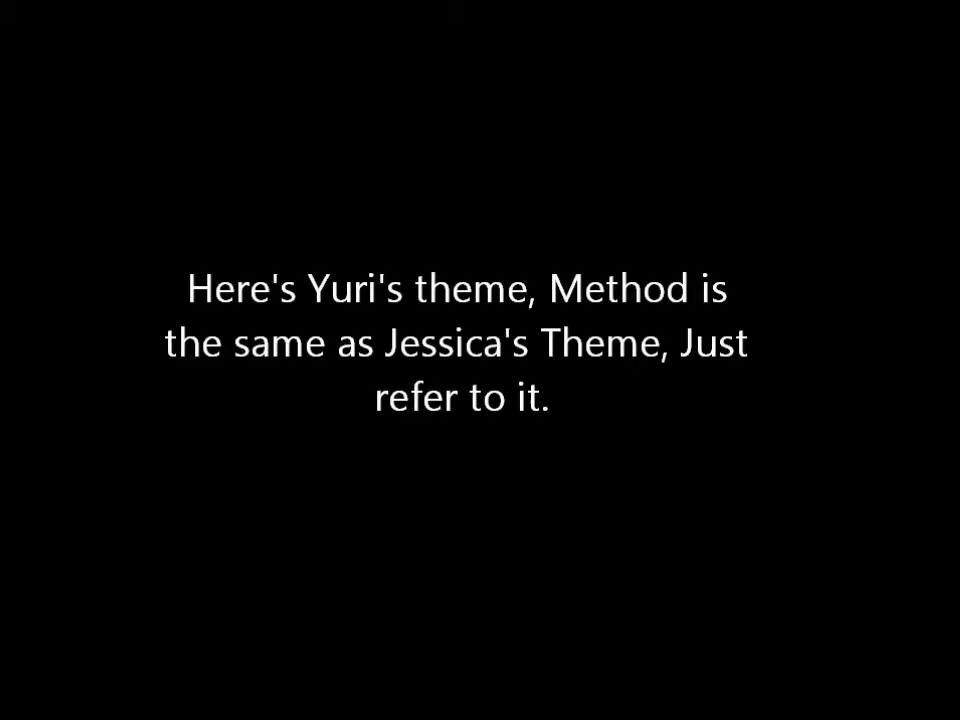 Here's Yuri's theme, Method is
the same as Jessica's Theme, Just
refer to it.